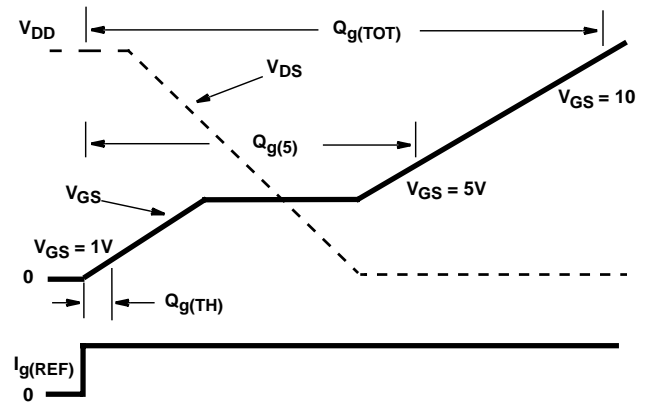 V_DD
Q_g(TOT)
V_DS
V_GS = 10
Q_g(5)
V_GS
V_GS = 5V
V_GS = 1V
0
Q_g(TH)
I_g(REF)
0